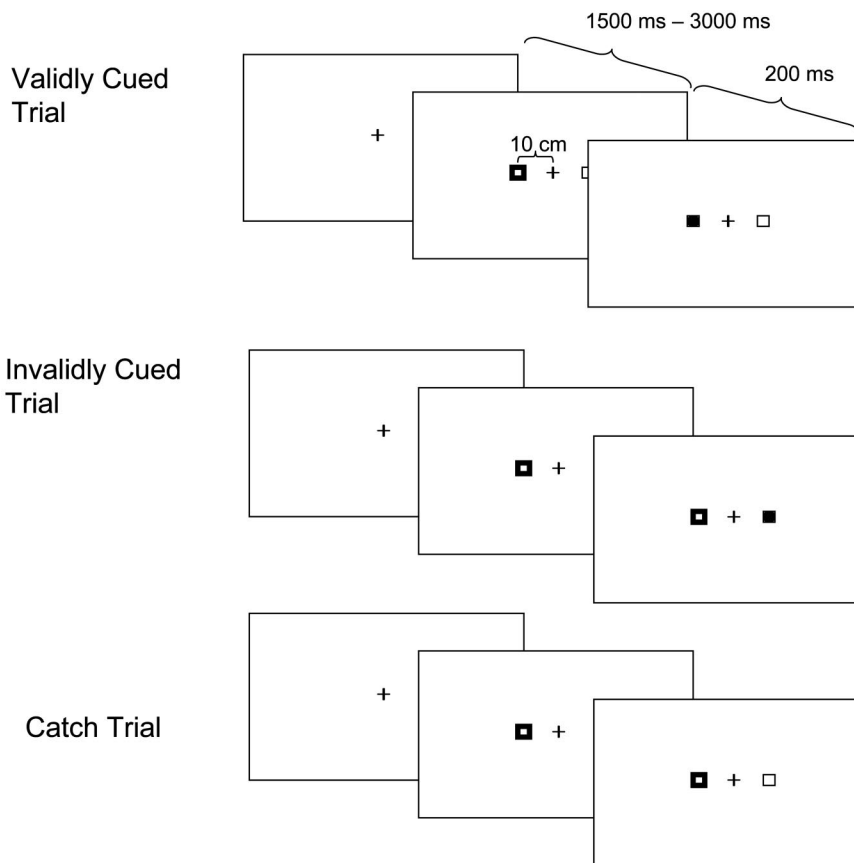 1500 ms – 3000 ms
Validly Cued
Trial
200 ms
10 cm
Invalidly Cued
Trial
Catch Trial